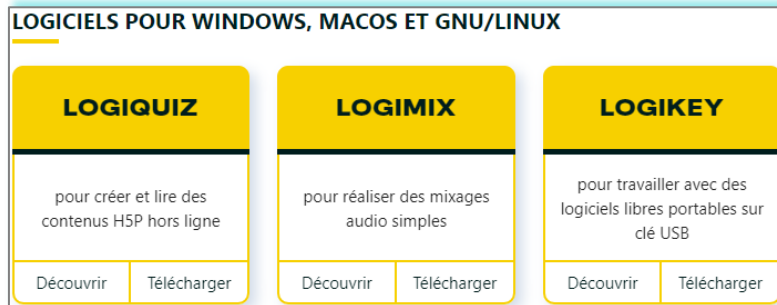 LOGICIELS POUR WINDOWS, MACOS ET GNU/LINUX
LOGIQUIZ
pour créer et lire des
contenus H5P hors ligne
Découvrir
Télécharger
LOGIMIX
pour réaliser des mixages
audio simples
Découvrir
Télécharger
LOGIKEY
pour travailler avec des
logiciels libres portables sur
clé USB
Découvrir
Télécharger